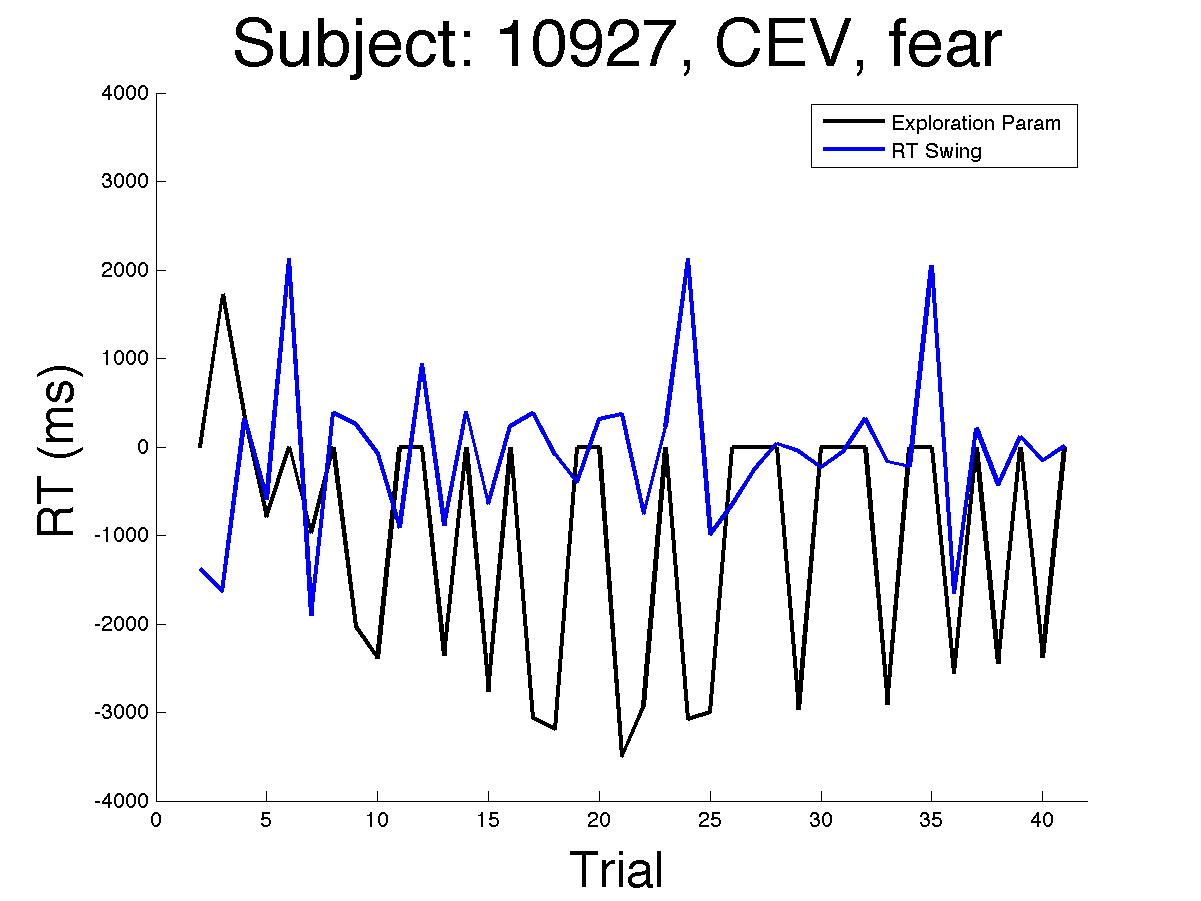 Subject: 10927, CEV, fear
4000
3000
2000
1000
0
-1000
-2000
-3000
-4000
RT (ms)
Exploration Param
RT Swing
0 5 10 15 20 25 30 35 40
Trial